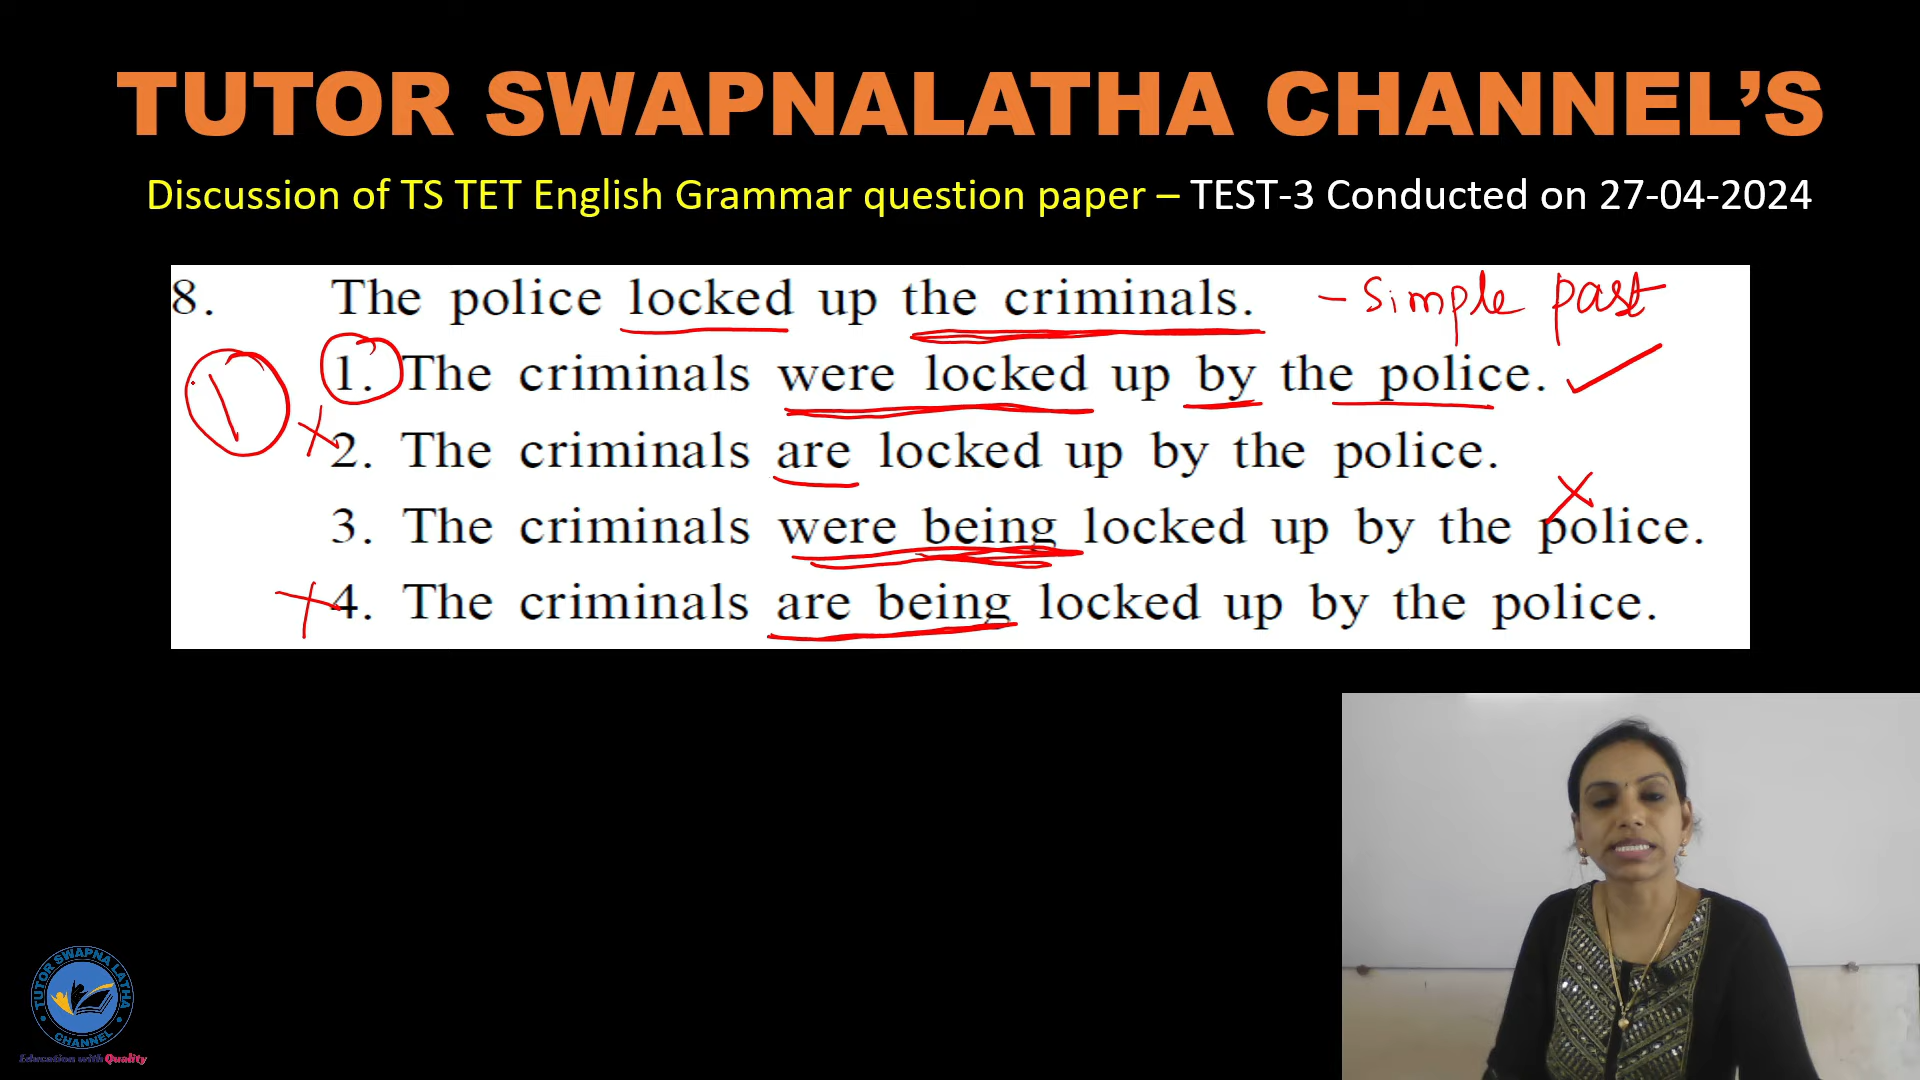 TUTOR SWAPNALATHA CHANNEL’S
Discussion of TS TET English Grammar question paper – TEST-3 Conducted on 27-04-2024
8. The police locked up the criminals. – Simple past
1
1. The criminals were locked up by the police.
2. The criminals are locked up by the police.
3. The criminals were being locked up by the police.
4. The criminals are being locked up by the police.
TUTOR SWAPNA LATHA
CHANNEL
Education with Quality